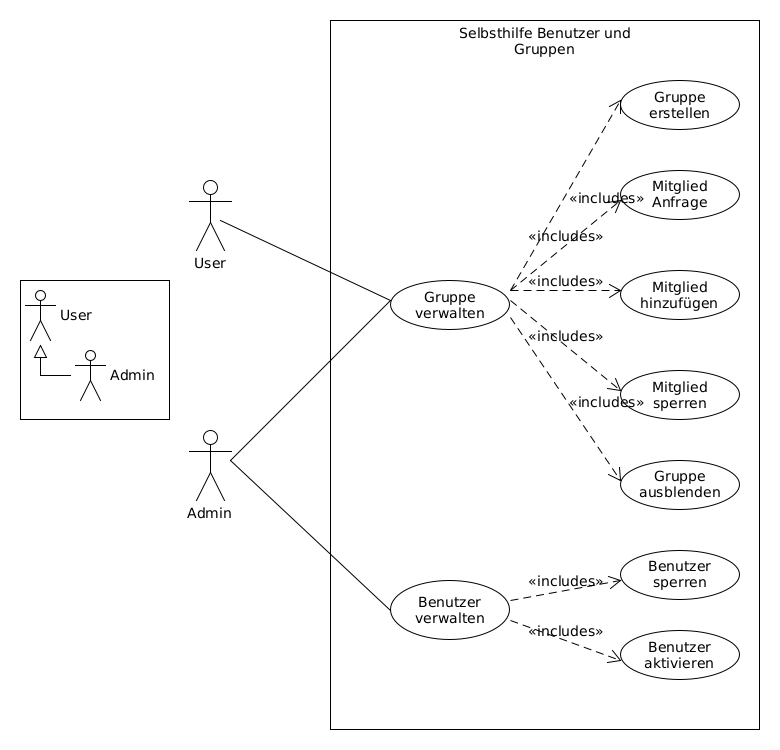 Selbsthilfe Benutzer und
Gruppen
Gruppe
erstellen
«includes»
Mitglied
Anfrage
«includes»
User
Gruppe
verwalten
«includes»
Mitglied
hinzufügen
User
Admin
«includes»
Mitglied
sperren
«includes»
Gruppe
ausblenden
Admin
Benutzer
verwalten
«includes»
Benutzer
sperren
«includes»
Benutzer
aktivieren